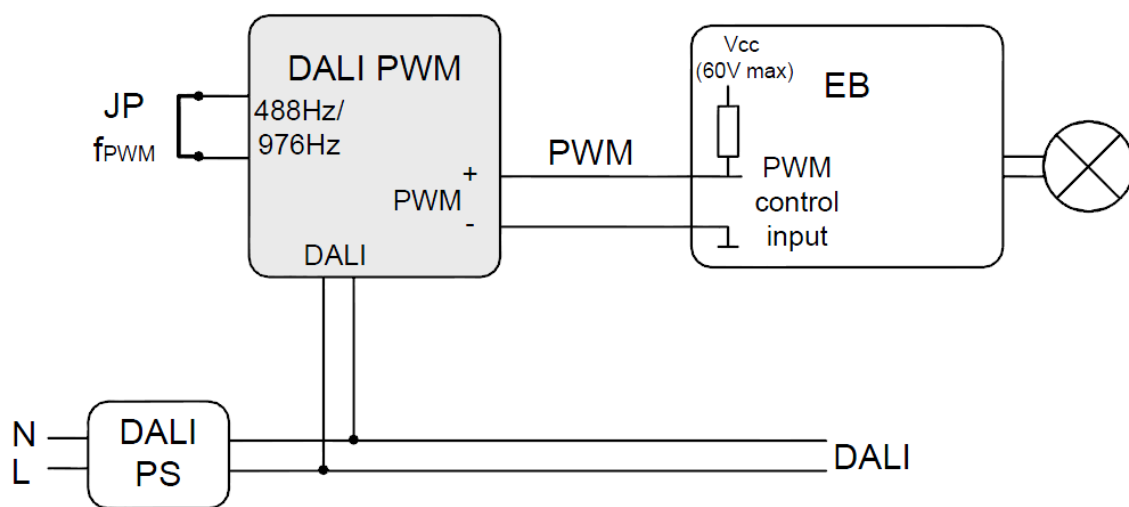 DALI PWM
JP
fPWM
488Hz/
976Hz
+
PWM
-
DALI
PWM
Vcc
(60V max)
EB
PWM
control
input
N
L
DALI
PS
DALI